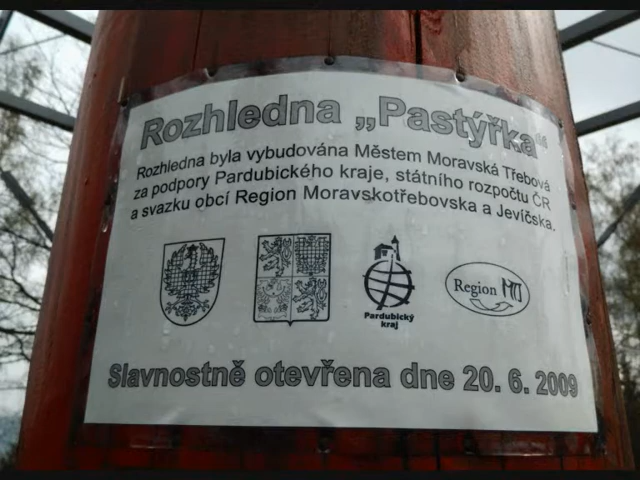 Rozhledna „Pastýřka“
Rozhledna byla vybudována Městem Moravská Třebová
za podpory Pardubického kraje, státního rozpočtu ČR
a svazku obcí Region Moravskotřebovska a Jevíčska.
Pardubický
kraj
Region MTJ
Slavnostně otevřena dne 20. 6. 2009